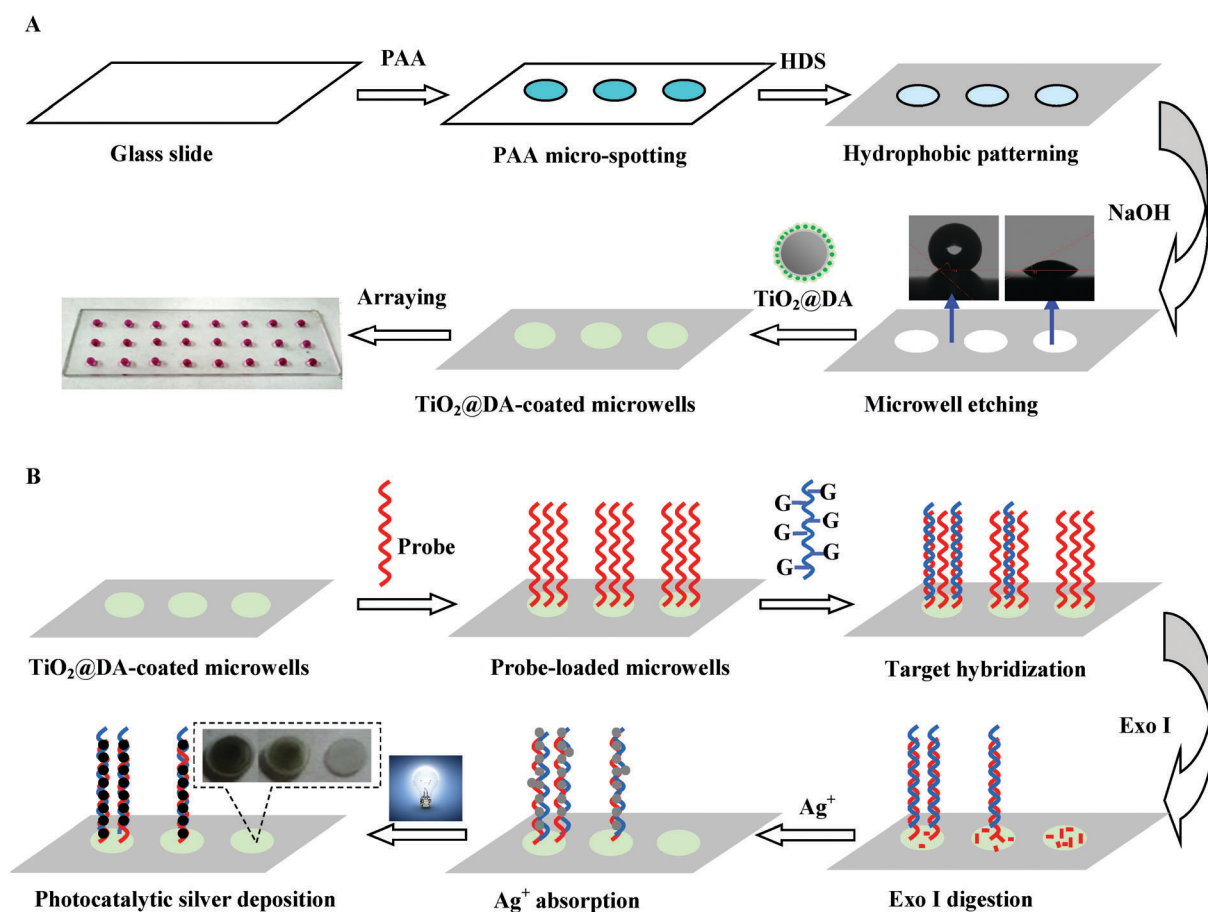 A
PAA
HDS
Glass slide
PAA micro-spotting
Hydrophobic patterning
NaOH
TiO₂@DA
Arraying
TiO₂@DA-coated microwells
Microwell etching
B
Probe
G
G
G
G
G
TiO₂@DA-coated microwells
Probe-loaded microwells
Target hybridization
Exo I
Ag⁺
Photocatalytic silver deposition
Ag⁺ absorption
Exo I digestion